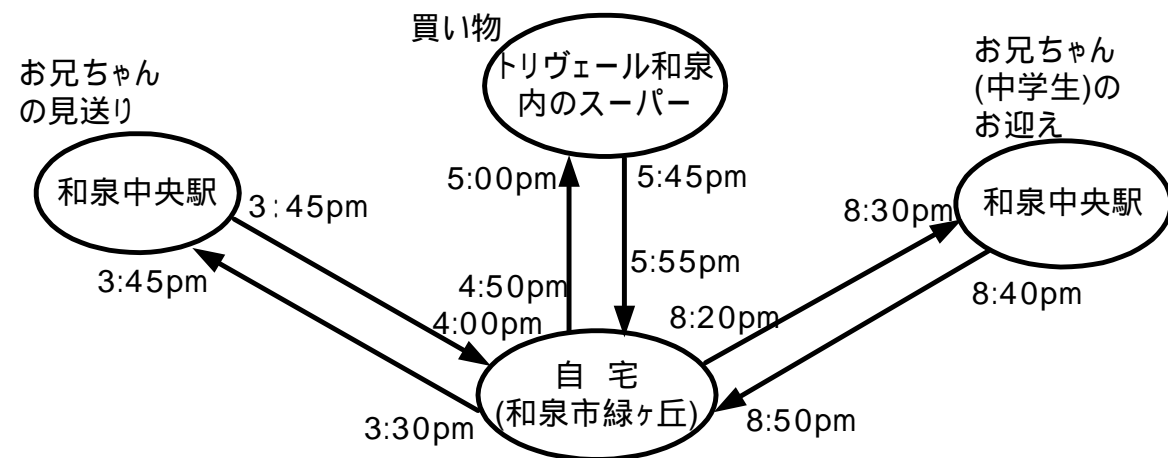 買い物
トリヴェール和泉
内のスーパー
お兄ちゃん
の見送り
お兄ちゃん
(中学生)の
お迎え
和泉中央駅
和泉中央駅
3:45pm
3:45pm
5:00pm
5:45pm
8:30pm
8:40pm
4:50pm
5:55pm
4:00pm
8:20pm
自 宅
(和泉市緑ヶ丘)
3:30pm
8:50pm